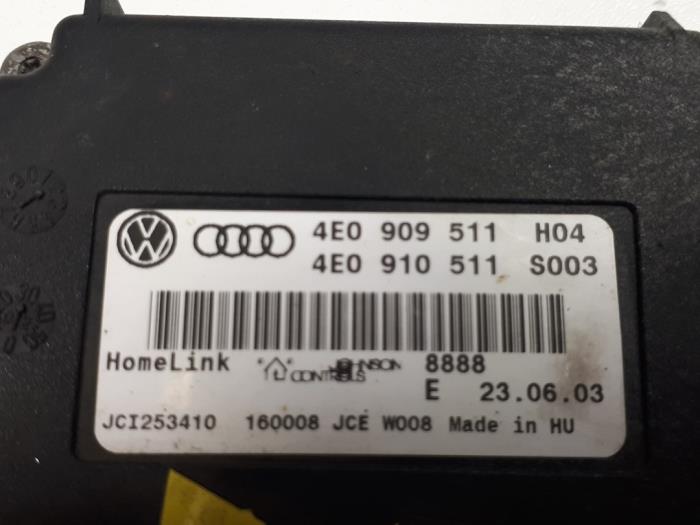 4E0 909 511 H04
4E0 910 511 S003
HomeLink JOHNSON CONTROLS 8888
E 23.06.03
JCI253410 160008 JCE W008 Made in HU